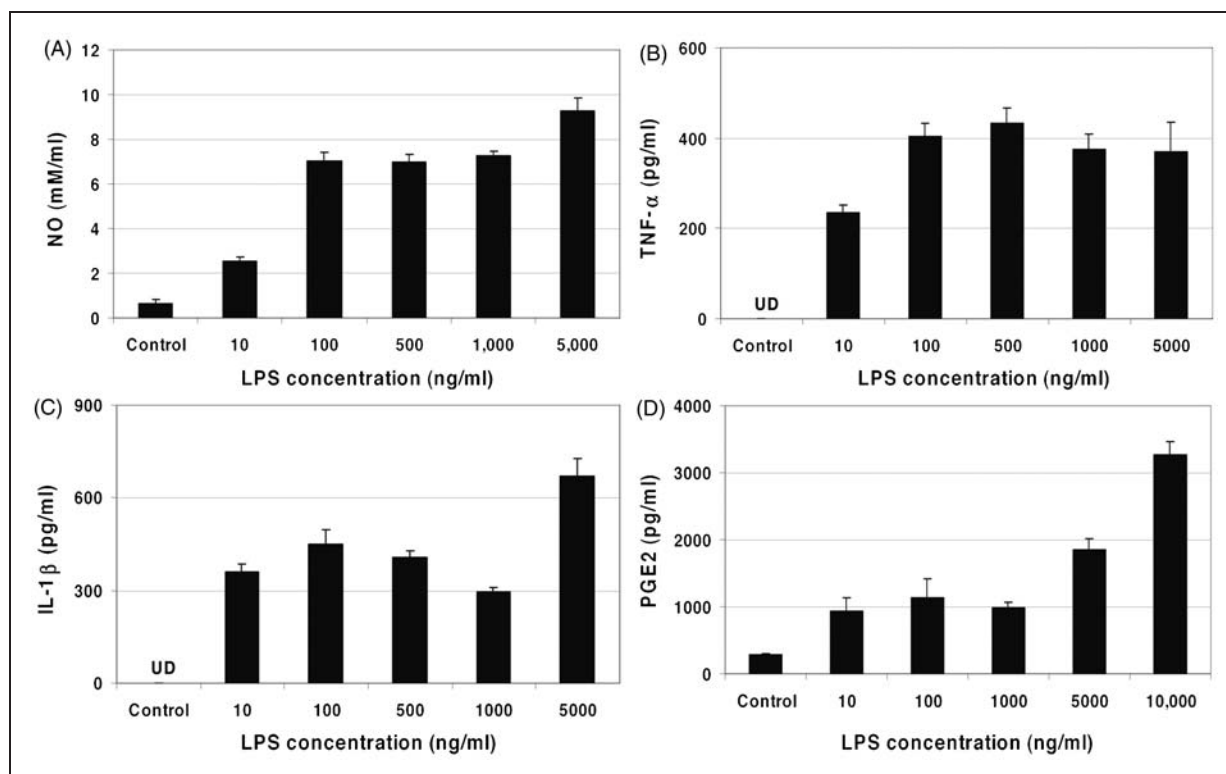 (A)
NO (mM/ml)
12
10
8
6
4
2
0
Control 10 100 500 1,000 5,000
LPS concentration (ng/ml)
(B)
TNF-α (pg/ml)
600
400
200
0
UD
Control 10 100 500 1000 5000
LPS concentration (ng/ml)
(C)
IL-1β (pg/ml)
900
600
300
0
UD
Control 10 100 500 1000 5000
LPS concentration (ng/ml)
(D)
PGE2 (pg/ml)
4000
3000
2000
1000
0
Control 10 100 1000 5000 10,000
LPS concentration (ng/ml)